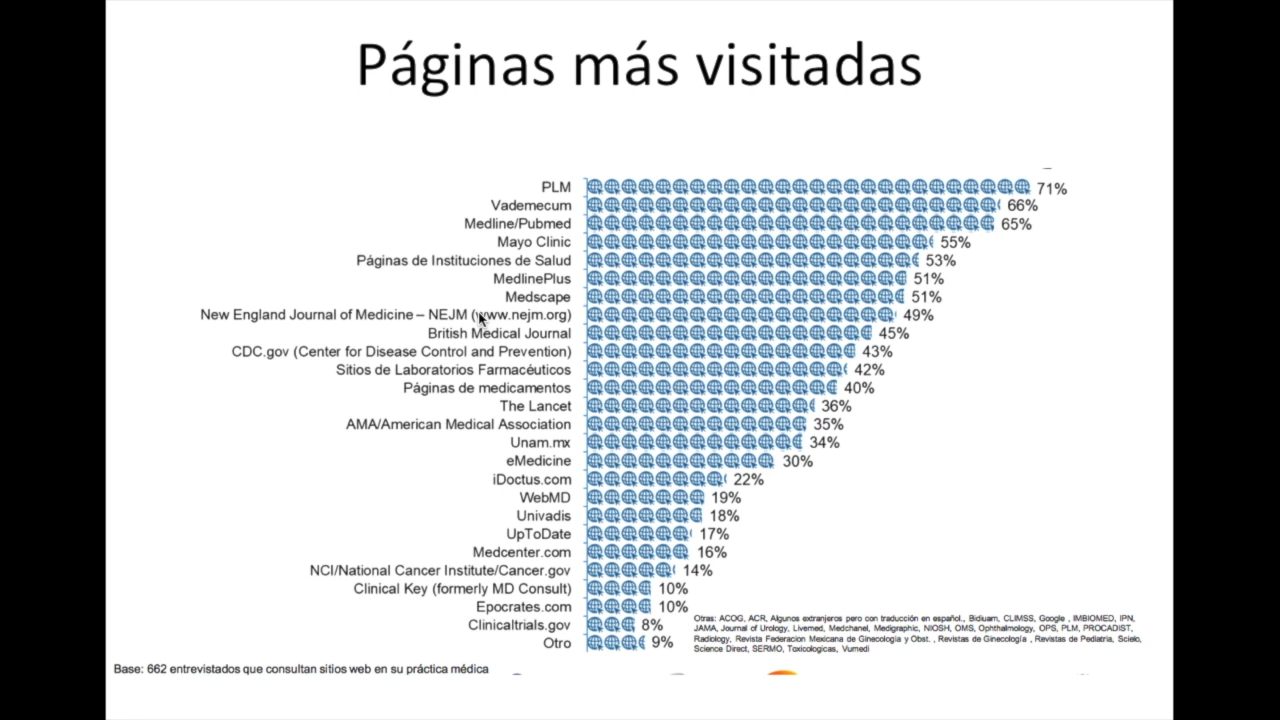 Páginas más visitadas
PLM 71%
Vademecum 66%
Medline/Pubmed 65%
Mayo Clinic 55%
Páginas de Instituciones de Salud 53%
MedlinePlus 51%
Medscape 51%
New England Journal of Medicine – NEJM (www.nejm.org) 49%
British Medical Journal 45%
CDC.gov (Center for Disease Control and Prevention) 43%
Sitios de Laboratorios Farmacéuticos 42%
Páginas de medicamentos 40%
The Lancet 36%
AMA/American Medical Association 35%
Unam.mx 34%
eMedicine 30%
iDoctus.com 22%
WebMD 19%
Univadis 18%
UpToDate 17%
Medcenter.com 16%
NCI/National Cancer Institute/Cancer.gov 14%
Clinical Key (formerly MD Consult) 10%
Epocrates.com 10%
Clinicaltrials.gov 8%
Otro 9%
Otras: ACOG, ACR, Algunos extranjeros pero con traducción en español., Bidiuam, CLIMSS, Google , IMBIOMED, IPN,
JAMA, Journal of Urology, Livemed, Medchanel, Medigraphic, NIOSH, OMS, Ophthalmology, OPS, PLM, PROCADIST,
Radiology, Revista Federacion Mexicana de Ginecología y Obst. , Revistas de Ginecología , Revistas de Pediatria, Scielo,
Science Direct, SERMO, Toxicologicas, Vumedi
Base: 662 entrevistados que consultan sitios web en su práctica médica